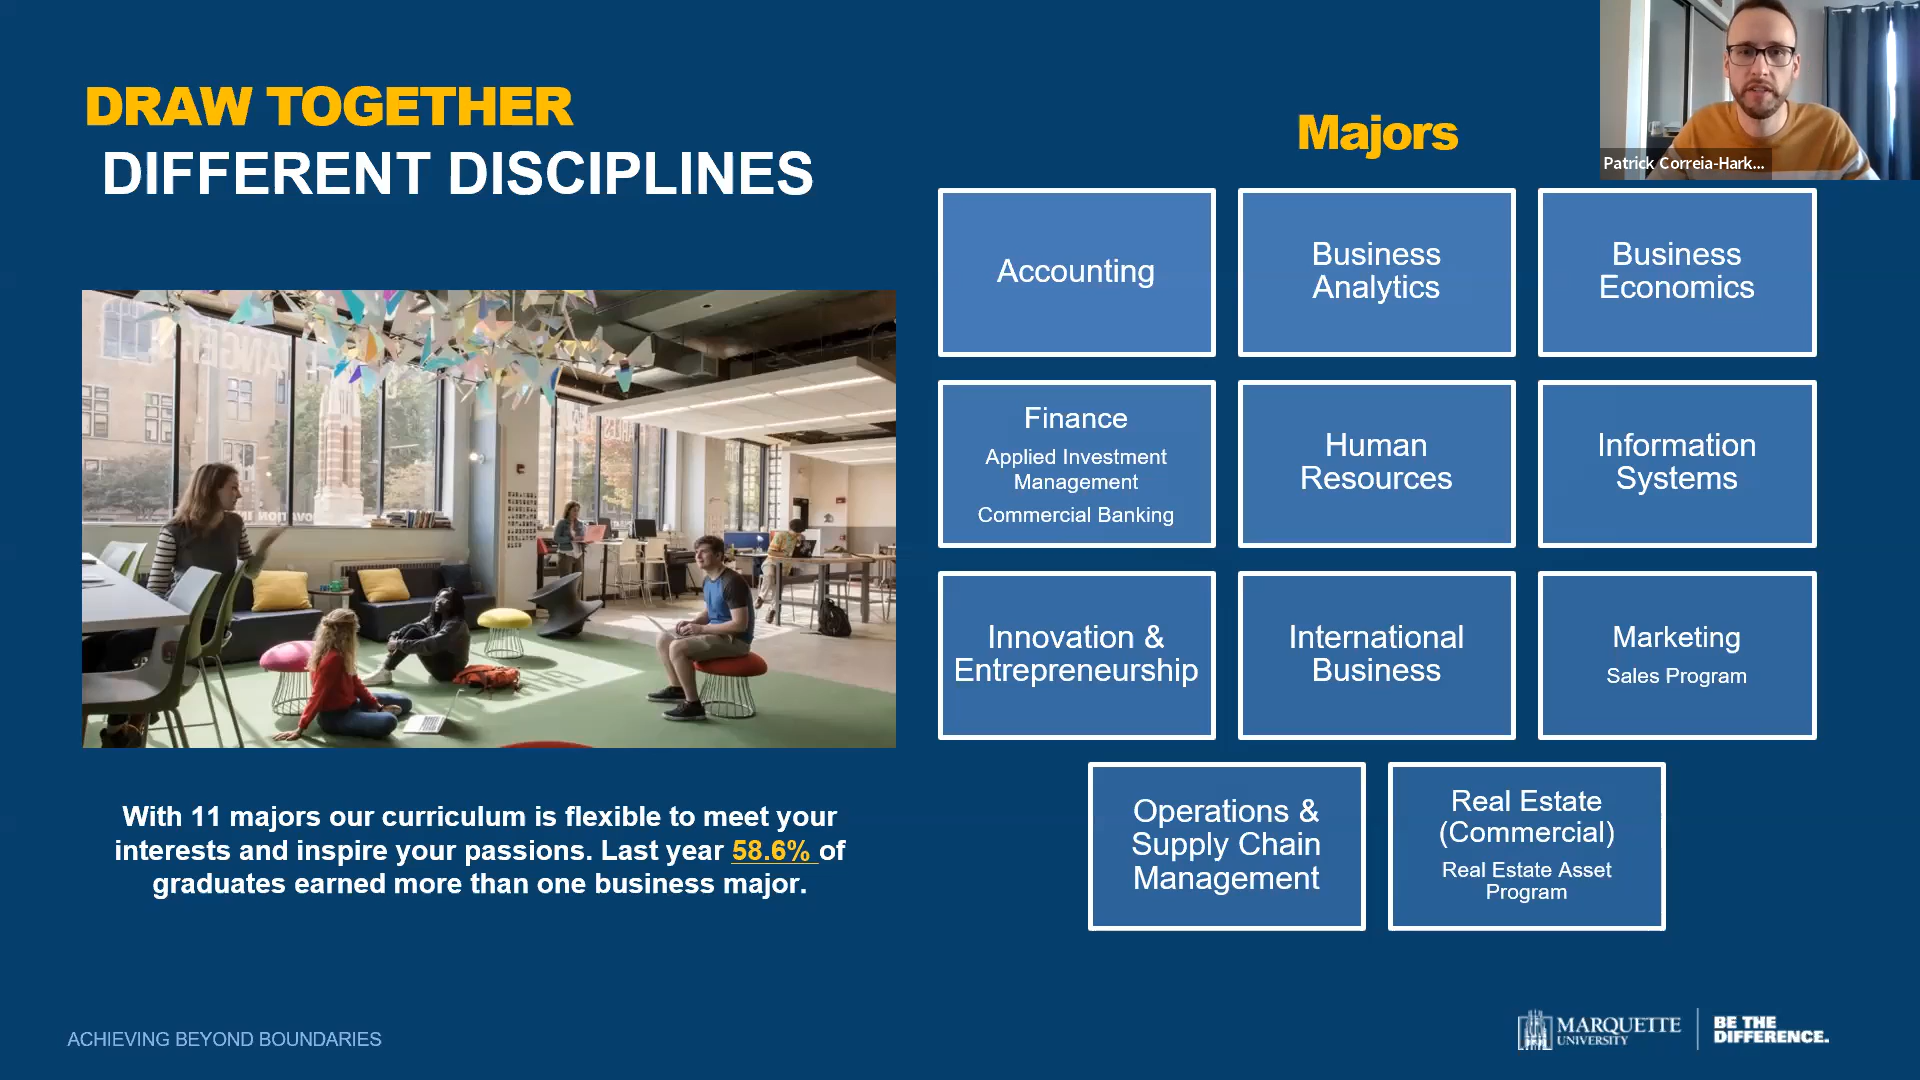 DRAW TOGETHER
DIFFERENT DISCIPLINES
With 11 majors our curriculum is flexible to meet your
interests and inspire your passions. Last year 58.6% of
graduates earned more than one business major.
Majors
Patrick Correia-Hark...
Accounting
Business
Analytics
Business
Economics
Finance
Applied Investment
Management
Commercial Banking
Human
Resources
Information
Systems
Innovation &
Entrepreneurship
International
Business
Marketing
Sales Program
Operations &
Supply Chain
Management
Real Estate
(Commercial)
Real Estate Asset
Program
ACHIEVING BEYOND BOUNDARIES
MARQUETTE
UNIVERSITY
BE THE
DIFFERENCE.